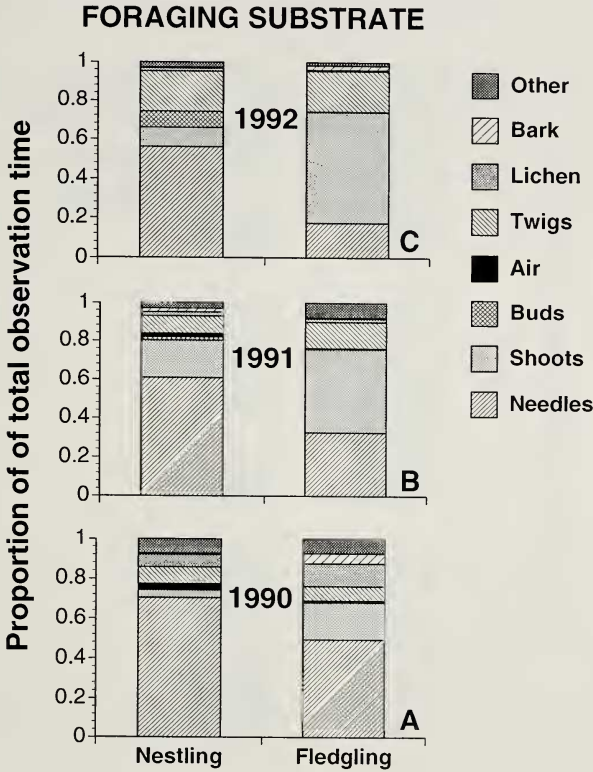 FORAGING SUBSTRATE
Proportion of of total observation time
1
0.8
0.6
0.4
0.2
0
1992
C
1
0.8
0.6
0.4
0.2
0
1991
B
1
0.8
0.6
0.4
0.2
0
1990
A
Nestling
Fledgling
Other
Bark
Lichen
Twigs
Air
Buds
Shoots
Needles